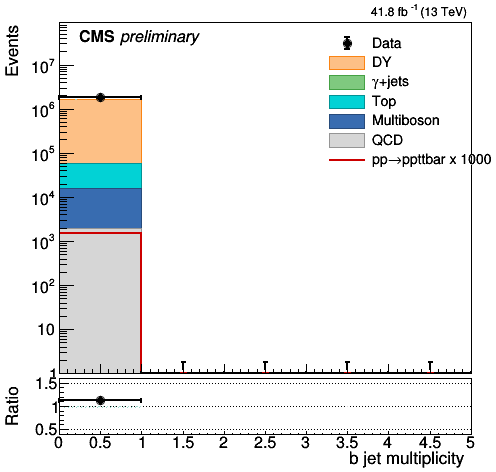 41.8 fb⁻¹ (13 TeV)
CMS preliminary
Events
Data
DY
γ+jets
Top
Multiboson
QCD
pp→ppttbar x 1000
10⁷
10⁶
10⁵
10⁴
10³
10²
10
1
Ratio
1.5
1
0.5
0 0.5 1 1.5 2 2.5 3 3.5 4 4.5 5
b jet multiplicity